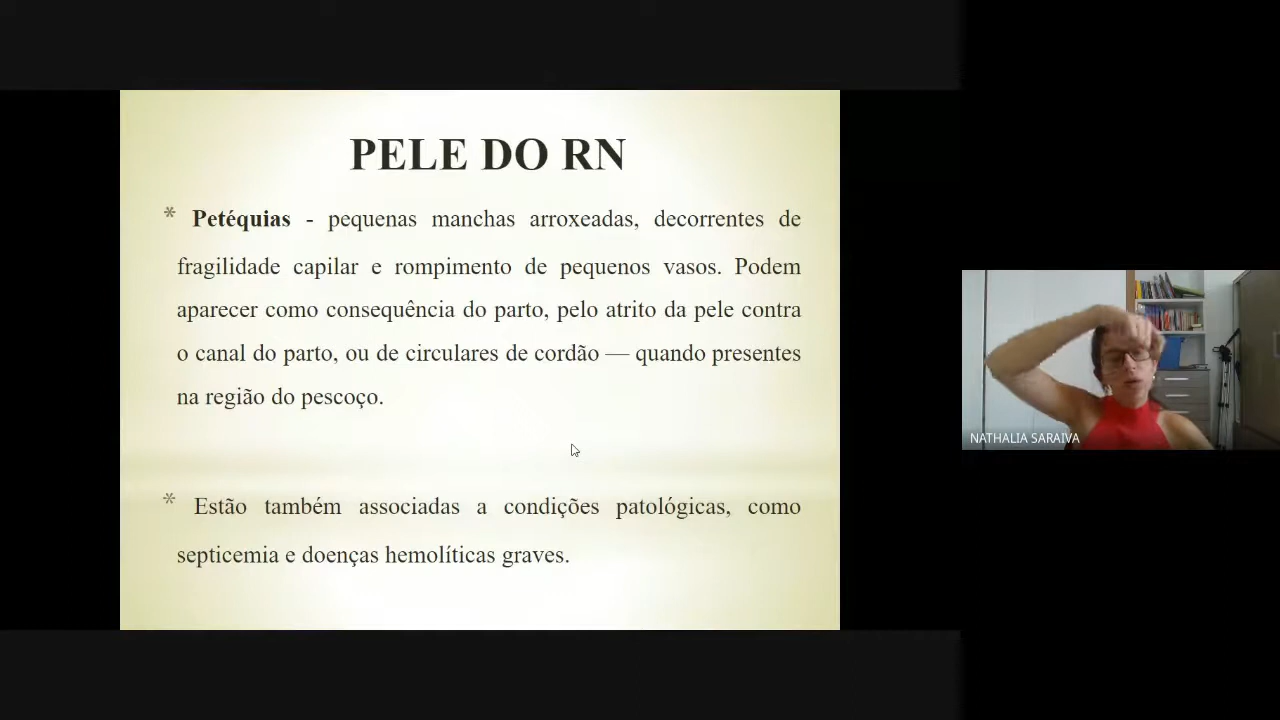 PELE DO RN
* Petéquias - pequenas manchas arroxeadas, decorrentes de
fragilidade capilar e rompimento de pequenos vasos. Podem
aparecer como consequência do parto, pelo atrito da pele contra
o canal do parto, ou de circulares de cordão — quando presentes
na região do pescoço.
* Estão também associadas a condições patológicas, como
septicemia e doenças hemolíticas graves.
NATHALIA SARAIVA